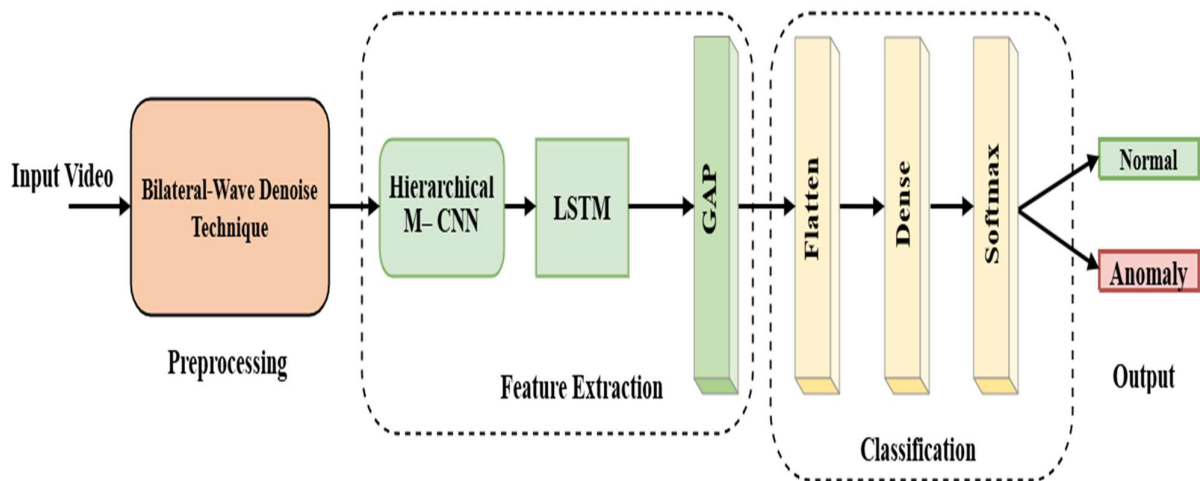 Input Video
Bilateral-Wave Denoise
Technique
Preprocessing
Hierarchical
M– CNN
LSTM
GAP
Feature Extraction
Flatten
Dense
Softmax
Classification
Normal
Anomaly
Output